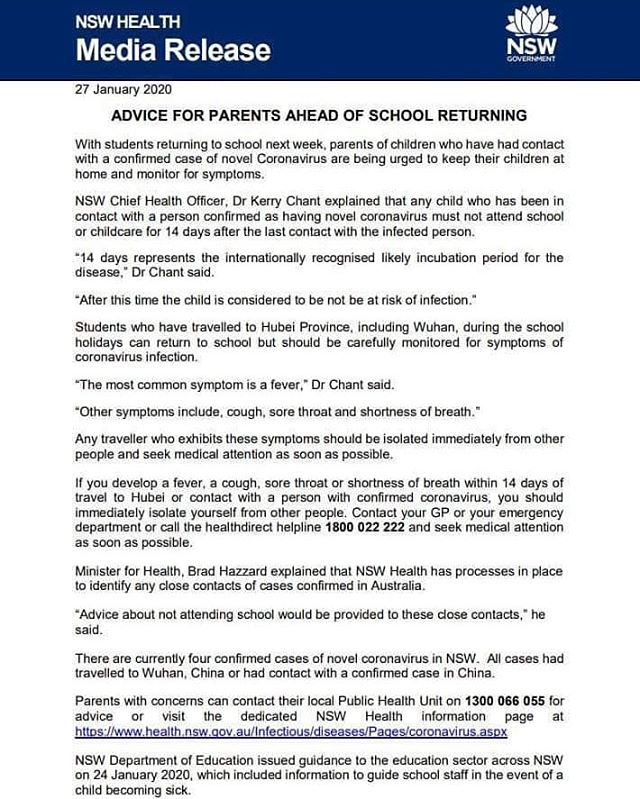 NSW HEALTH
Media Release
NSW
GOVERNMENT
27 January 2020
ADVICE FOR PARENTS AHEAD OF SCHOOL RETURNING
With students returning to school next week, parents of children who have had contact
with a confirmed case of novel Coronavirus are being urged to keep their children at
home and monitor for symptoms.
NSW Chief Health Officer, Dr Kerry Chant explained that any child who has been in
contact with a person confirmed as having novel coronavirus must not attend school
or childcare for 14 days after the last contact with the infected person.
“14 days represents the internationally recognised likely incubation period for the
disease,” Dr Chant said.
“After this time the child is considered to be not be at risk of infection.”
Students who have travelled to Hubei Province, including Wuhan, during the school
holidays can return to school but should be carefully monitored for symptoms of
coronavirus infection.
“The most common symptom is a fever,” Dr Chant said.
“Other symptoms include, cough, sore throat and shortness of breath.”
Any traveller who exhibits these symptoms should be isolated immediately from other
people and seek medical attention as soon as possible.
If you develop a fever, a cough, sore throat or shortness of breath within 14 days of
travel to Hubei or contact with a person with confirmed coronavirus, you should
immediately isolate yourself from other people. Contact your GP or your emergency
department or call the healthdirect helpline 1800 022 222 and seek medical attention
as soon as possible.
Minister for Health, Brad Hazzard explained that NSW Health has processes in place
to identify any close contacts of cases confirmed in Australia.
“Advice about not attending school would be provided to these close contacts,” he
said.
There are currently four confirmed cases of novel coronavirus in NSW. All cases had
travelled to Wuhan, China or had contact with a confirmed case in China.
Parents with concerns can contact their local Public Health Unit on 1300 066 055 for
advice or visit the dedicated NSW Health information page at
https://www.health.nsw.gov.au/Infectious/diseases/Pages/coronavirus.aspx
NSW Department of Education issued guidance to the education sector across NSW
on 24 January 2020, which included information to guide school staff in the event of a
child becoming sick.